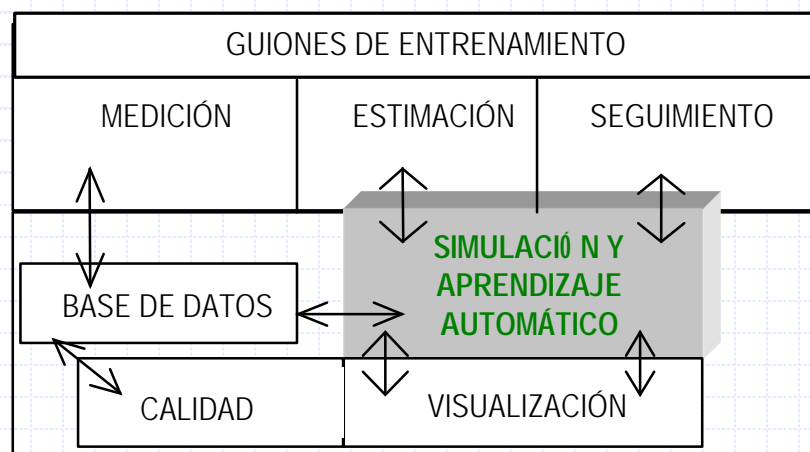 GUIONES DE ENTRENAMIENTO
MEDICIÓN
ESTIMACIÓN
SEGUIMIENTO
SIMULACIÓ N Y
APRENDIZAJE
AUTOMÁTICO
BASE DE DATOS
CALIDAD
VISUALIZACIÓN